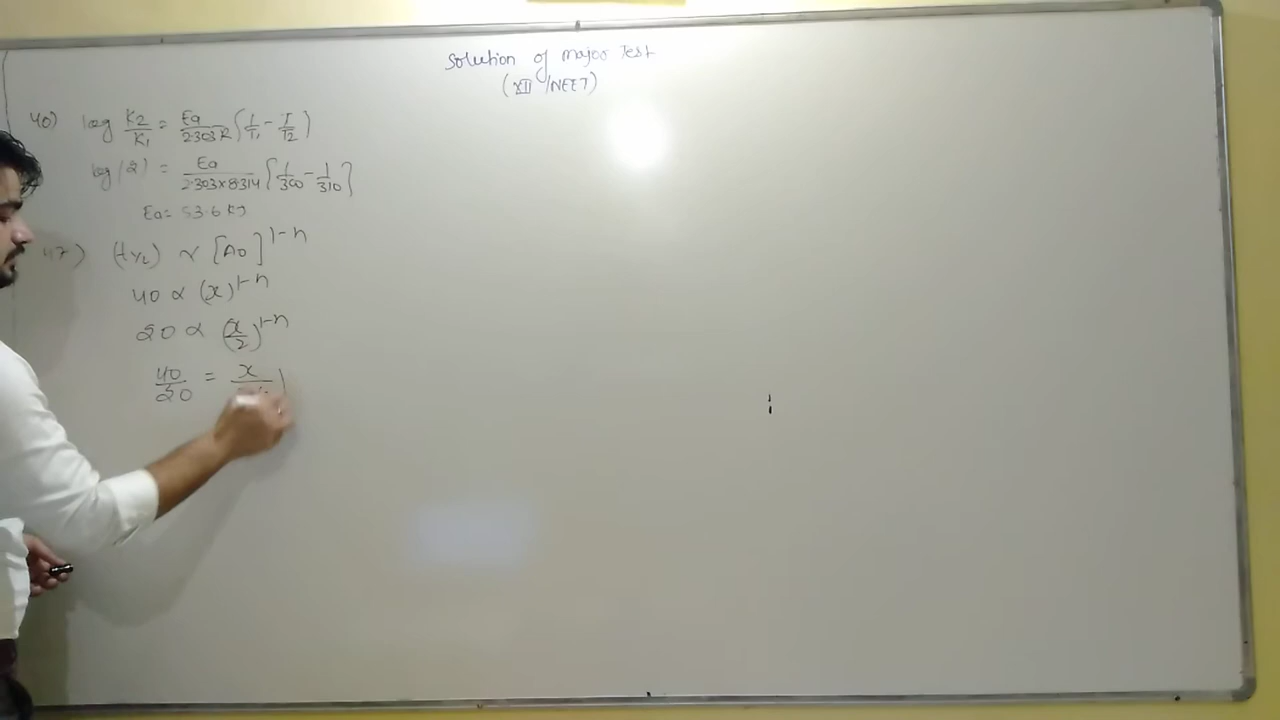 Solution of Major Test
(XII /NEET)
40) log K2/K1 = Ea/2.303R [1/T1 - 1/T2]
log(2) = Ea/2.303×8.314 [1/300 - 1/310]
Ea = 53.6 KJ
47) (t1/2) ∝ [A0]^1-n
40 ∝ (x)^1-n
20 ∝ (x/2)^1-n
40/20 = x